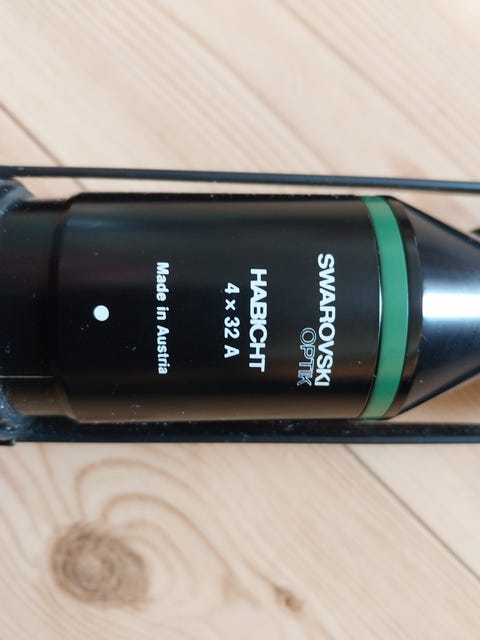 SWAROVSKI
OPTIK
HABICHT
4 x 32 A
Made in Austria